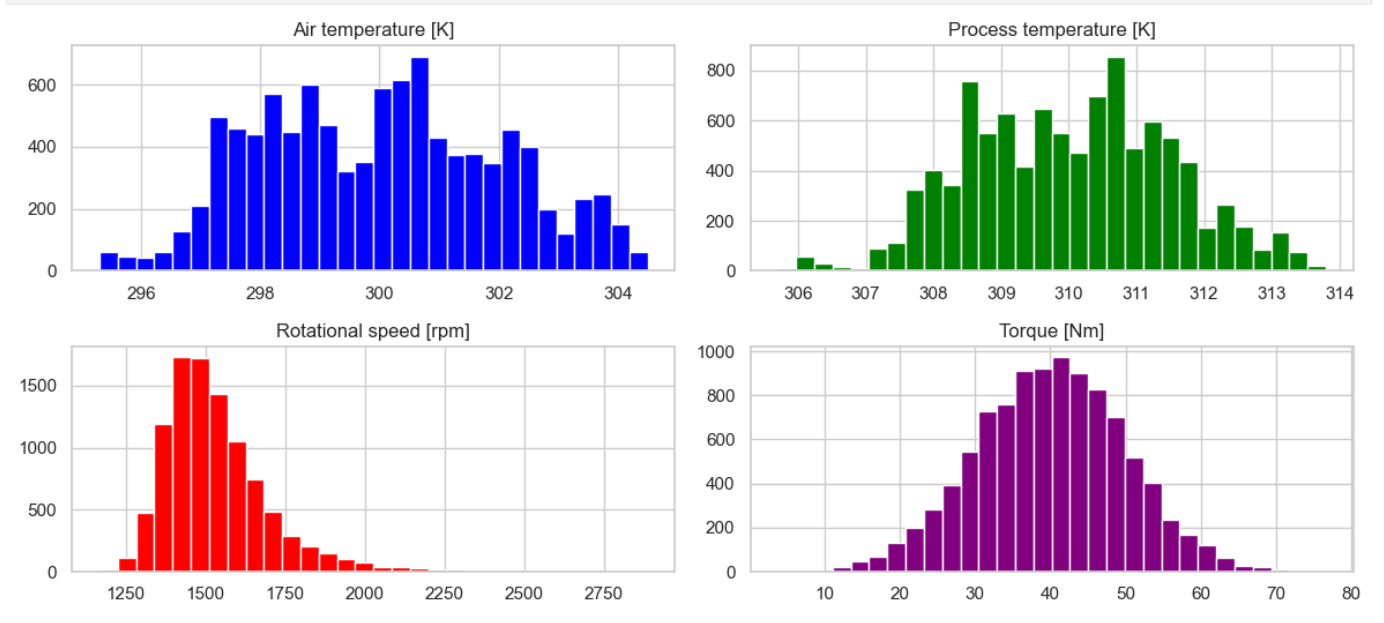 Air temperature [K]
Process temperature [K]
600
400
200
0
296 298 300 302 304
800
600
400
200
0
306 307 308 309 310 311 312 313 314
Rotational speed [rpm]
Torque [Nm]
1500
1000
500
0
1250 1500 1750 2000 2250 2500 2750
1000
800
600
400
200
0
10 20 30 40 50 60 70 80